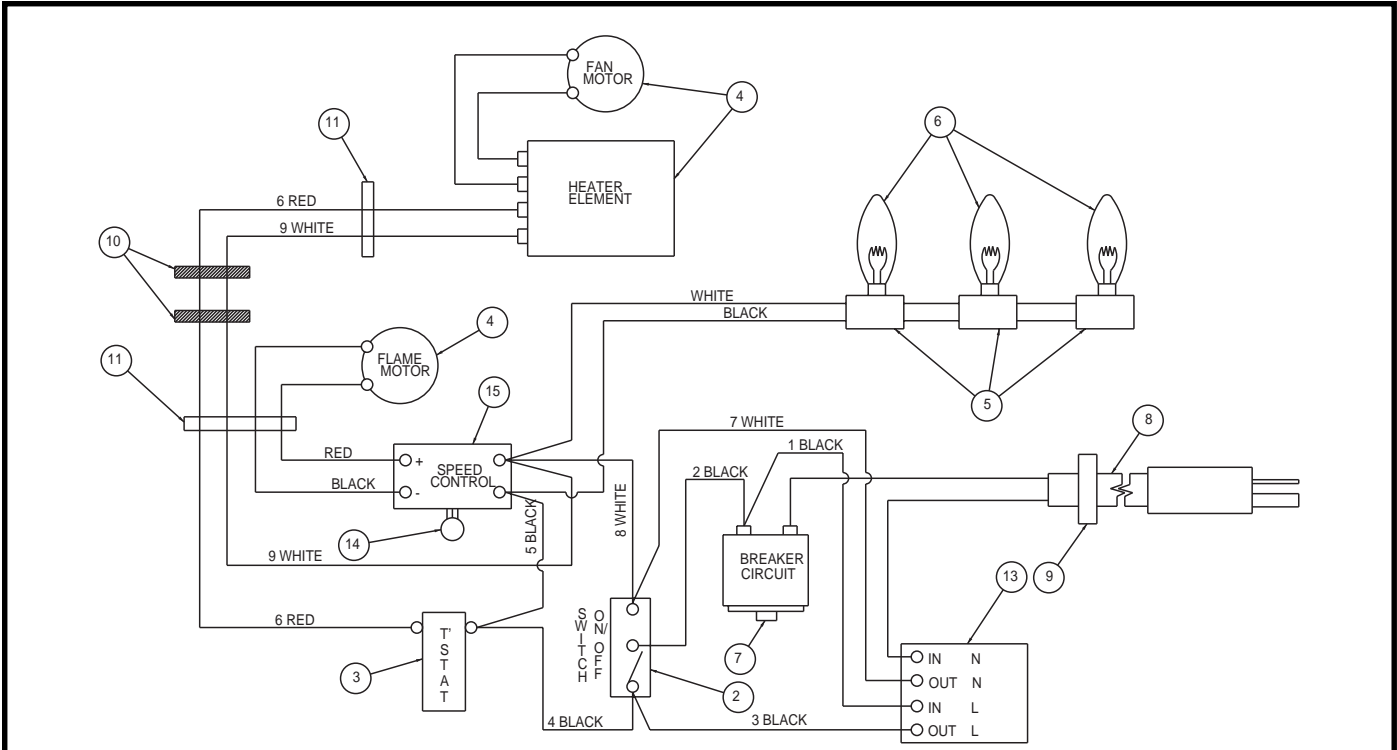 FAN
MOTOR
4
11
6
HEATER
ELEMENT
6 RED
9 WHITE
10
WHITE
BLACK
4
FLAME
MOTOR
11
15
5
8
7 WHITE
1 BLACK
2 BLACK
RED
+
SPEED
CONTROL
BLACK
-
14
5 BLACK
8 WHITE
9 WHITE
BREAKER
CIRCUIT
13
9
6 RED
T'
S
T
A
T
SWITCH
ON/OFF
7
3
2
IN N
OUT N
IN L
OUT L
4 BLACK
3 BLACK